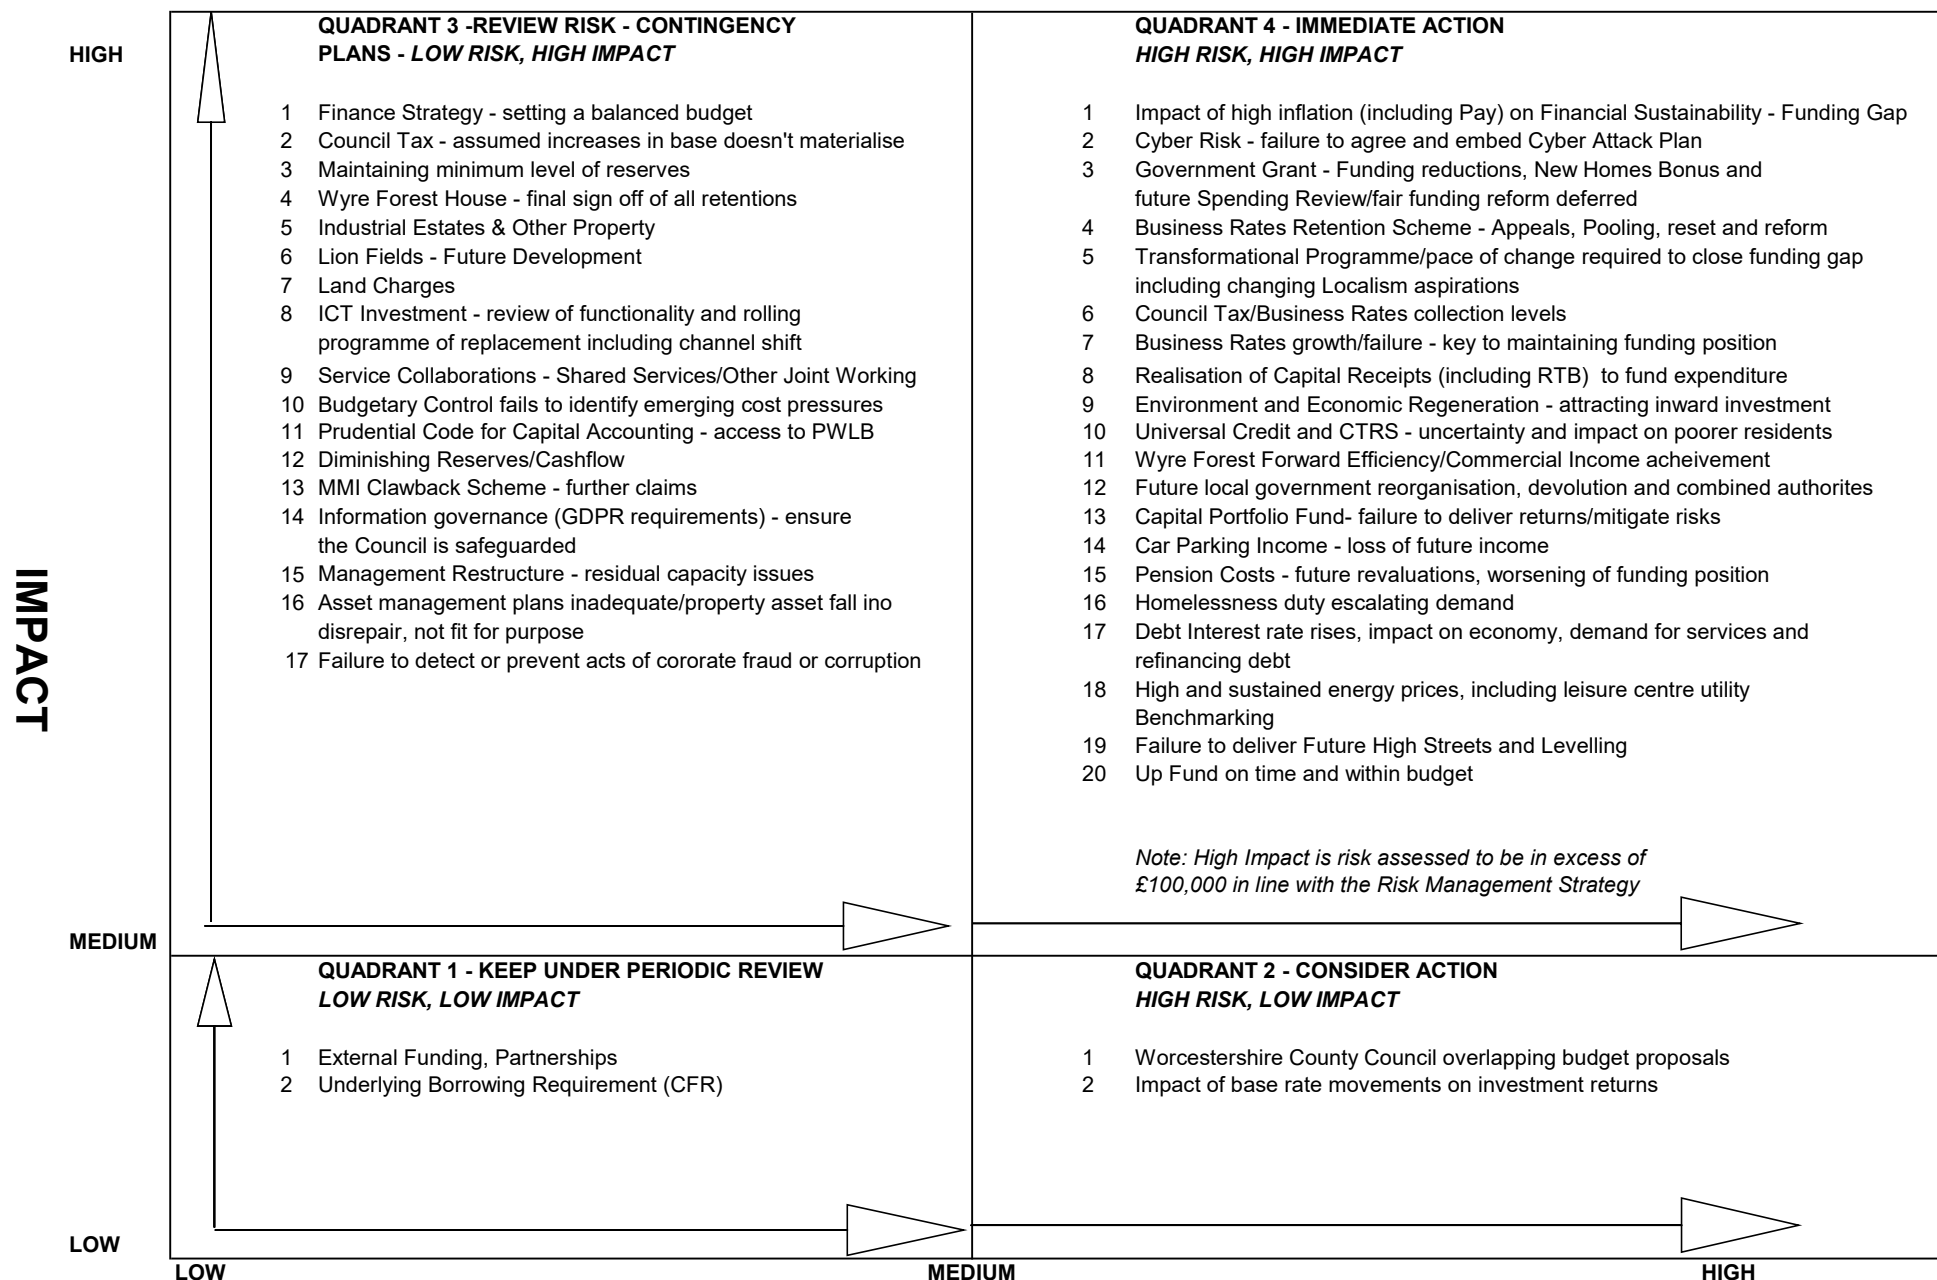 HIGH
QUADRANT 3 -REVIEW RISK - CONTINGENCY
PLANS - LOW RISK, HIGH IMPACT
1 Finance Strategy - setting a balanced budget
2 Council Tax - assumed increases in base doesn't materialise
3 Maintaining minimum level of reserves
4 Wyre Forest House - final sign off of all retentions
5 Industrial Estates & Other Property
6 Lion Fields - Future Development
7 Land Charges
8 ICT Investment - review of functionality and rolling
programme of replacement including channel shift
9 Service Collaborations - Shared Services/Other Joint Working
10 Budgetary Control fails to identify emerging cost pressures
11 Prudential Code for Capital Accounting - access to PWLB
12 Diminishing Reserves/Cashflow
13 MMI Clawback Scheme - further claims
14 Information governance (GDPR requirements) - ensure
the Council is safeguarded
15 Management Restructure - residual capacity issues
16 Asset management plans inadequate/property asset fall ino
disrepair, not fit for purpose
17 Failure to detect or prevent acts of cororate fraud or corruption
QUADRANT 4 - IMMEDIATE ACTION
HIGH RISK, HIGH IMPACT
1 Impact of high inflation (including Pay) on Financial Sustainability - Funding Gap
2 Cyber Risk - failure to agree and embed Cyber Attack Plan
3 Government Grant - Funding reductions, New Homes Bonus and
future Spending Review/fair funding reform deferred
4 Business Rates Retention Scheme - Appeals, Pooling, reset and reform
5 Transformational Programme/pace of change required to close funding gap
including changing Localism aspirations
6 Council Tax/Business Rates collection levels
7 Business Rates growth/failure - key to maintaining funding position
8 Realisation of Capital Receipts (including RTB) to fund expenditure
9 Environment and Economic Regeneration - attracting inward investment
10 Universal Credit and CTRS - uncertainty and impact on poorer residents
11 Wyre Forest Forward Efficiency/Commercial Income acheivement
12 Future local government reorganisation, devolution and combined authorites
13 Capital Portfolio Fund- failure to deliver returns/mitigate risks
14 Car Parking Income - loss of future income
15 Pension Costs - future revaluations, worsening of funding position
16 Homelessness duty escalating demand
17 Debt Interest rate rises, impact on economy, demand for services and
refinancing debt
18 High and sustained energy prices, including leisure centre utility
Benchmarking
19 Failure to deliver Future High Streets and Levelling
20 Up Fund on time and within budget
Note: High Impact is risk assessed to be in excess of
£100,000 in line with the Risk Management Strategy
IMPACT
MEDIUM
QUADRANT 1 - KEEP UNDER PERIODIC REVIEW
LOW RISK, LOW IMPACT
1 External Funding, Partnerships
2 Underlying Borrowing Requirement (CFR)
QUADRANT 2 - CONSIDER ACTION
HIGH RISK, LOW IMPACT
1 Worcestershire County Council overlapping budget proposals
2 Impact of base rate movements on investment returns
LOW
LOW MEDIUM HIGH